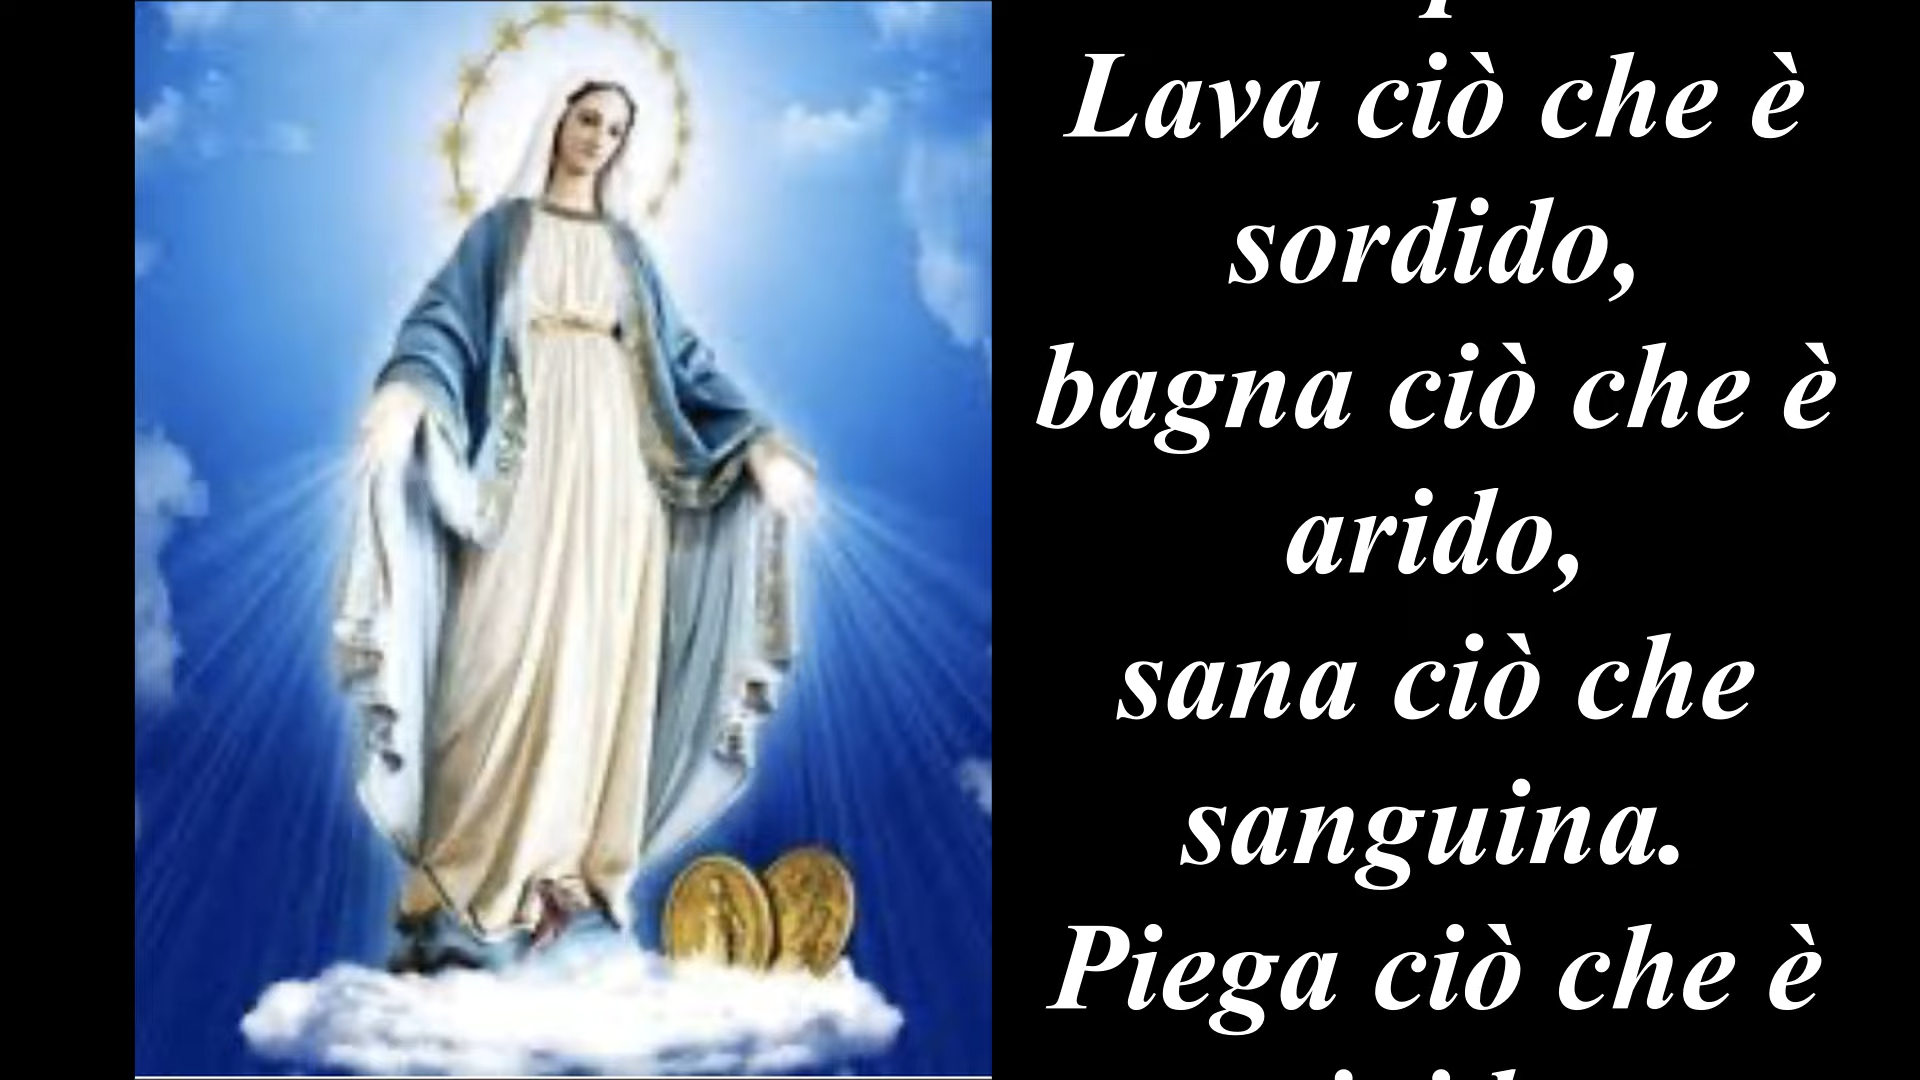 Lava ciò che è
sordido,
bagna ciò che è
arido,
sana ciò che
sanguina.
Piega ciò che è